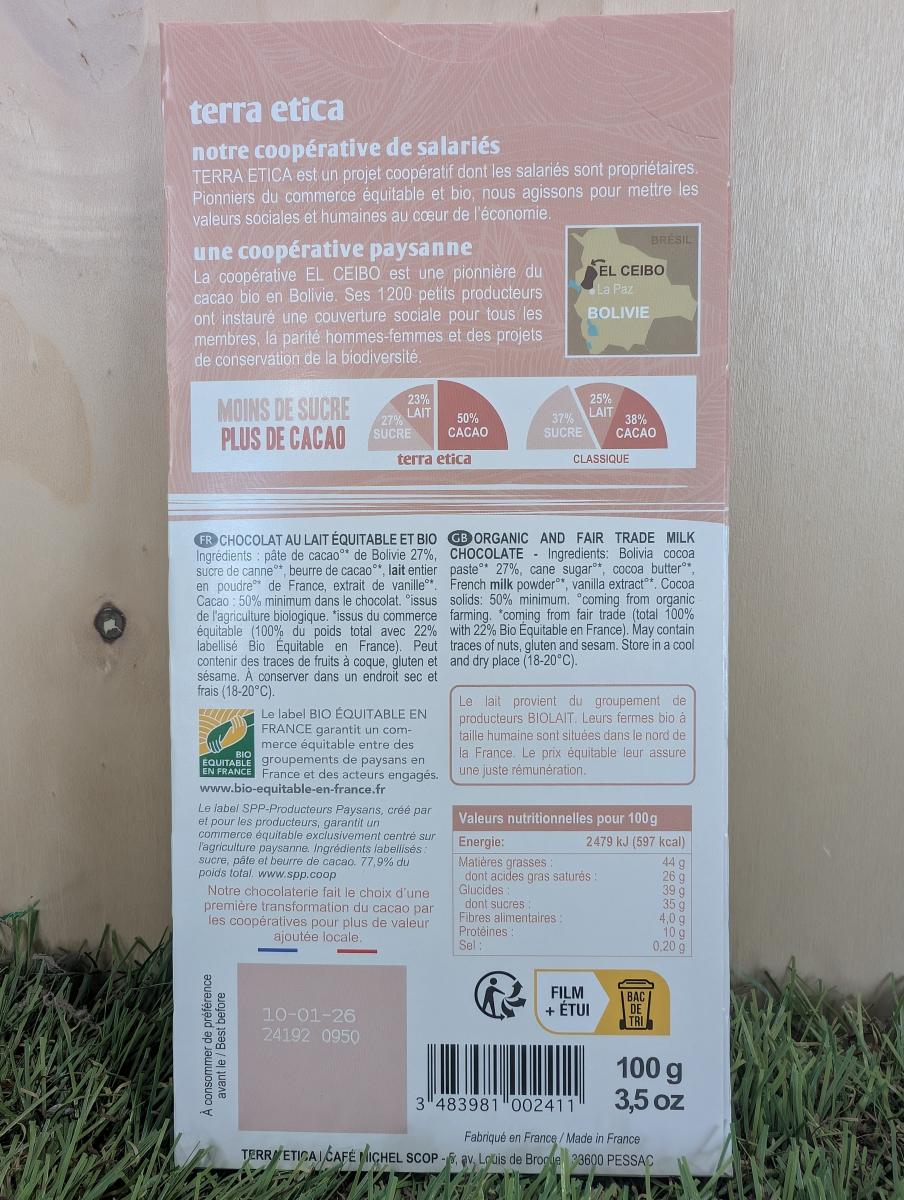 terra etica
notre coopérative de salariés
TERRA ETICA est un projet coopératif dont les salariés sont propriétaires.
Pionniers du commerce équitable et bio, nous agissons pour mettre les
valeurs sociales et humaines au cœur de l'économie.
une coopérative paysanne
La coopérative EL CEIBO est une pionnière du
cacao bio en Bolivie. Ses 1200 petits producteurs
ont instauré une couverture sociale pour tous les
membres, la parité hommes-femmes et des projets
de conservation de la biodiversité.
BRÉSIL
EL CEIBO
La Paz
BOLIVIE
MOINS DE SUCRE
PLUS DE CACAO
27%
SUCRE
23%
LAIT
50%
CACAO
terra etica
37%
SUCRE
25%
LAIT
38%
CACAO
CLASSIQUE
FR CHOCOLAT AU LAIT ÉQUITABLE ET BIO
Ingrédients : pâte de cacao°* de Bolivie 27%,
sucre de canne°*, beurre de cacao°*, lait entier
en poudre°* de France, extrait de vanille°*.
Cacao : 50% minimum dans le chocolat. °issus
de l'agriculture biologique. *issus du commerce
équitable (100% du poids total avec 22%
labellisé Bio Équitable en France). Peut
contenir des traces de fruits à coque, gluten et
sésame. À conserver dans un endroit sec et
frais (18-20°C).
GB ORGANIC AND FAIR TRADE MILK
CHOCOLATE - Ingredients: Bolivia cocoa
paste°* 27%, cane sugar°*, cocoa butter°*,
French milk powder°*, vanilla extract°*. Cocoa
solids: 50% minimum. °coming from organic
farming. *coming from fair trade (total 100%
with 22% Bio Équitable en France). May contain
traces of nuts, gluten and sesam. Store in a cool
and dry place (18-20°C).
BIO
ÉQUITABLE
EN FRANCE
Le label BIO ÉQUITABLE EN
FRANCE garantit un com-
merce équitable entre des
groupements de paysans en
France et des acteurs engagés.
www.bio-equitable-en-france.fr
Le label SPP-Producteurs Paysans, créé par
et pour les producteurs, garantit un
commerce équitable exclusivement centré sur
l'agriculture paysanne. Ingrédients labellisés :
sucre, pâte et beurre de cacao. 77,9% du
poids total. www.spp.coop
Notre chocolaterie fait le choix d'une
première transformation du cacao par
les coopératives pour plus de valeur
ajoutée locale.
Le lait provient du groupement de
producteurs BIOLAIT. Leurs fermes bio à
taille humaine sont situées dans le nord de
la France. Le prix équitable leur assure
une juste rémunération.
Valeurs nutritionnelles pour 100g
Energie: 2479 kJ (597 kcal)
Matières grasses : 44 g
dont acides gras saturés : 26 g
Glucides : 39 g
dont sucres : 35 g
Fibres alimentaires : 4,0 g
Protéines : 10 g
Sel : 0,20 g
À consommer de préférence
avant le / Best before
10-01-26
24192 0950
FILM
+ ÉTUI
BAC
DE
TRI
3 483981 002411
100 g
3,5 oz
Fabriqué en France / Made in France
TERRA ETICA | CAFÉ MICHEL SCOP - 5, av. Louis de Broglie 33600 PESSAC